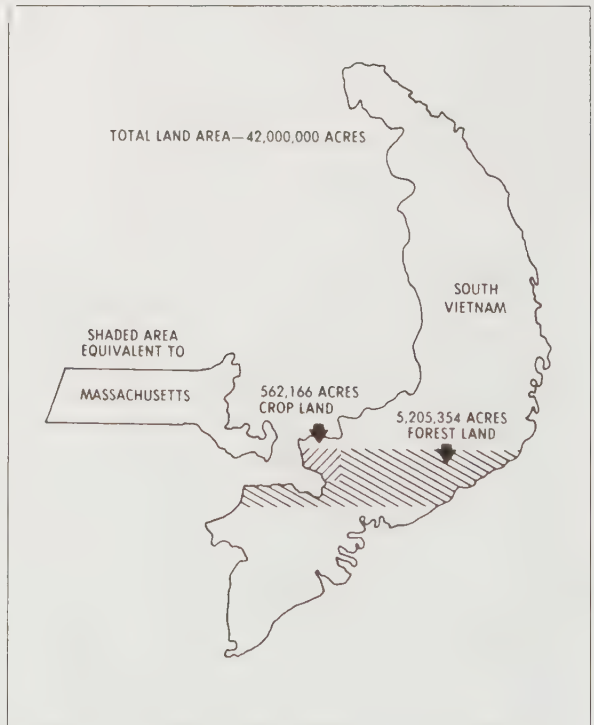 TOTAL LAND AREA—42,000,000 ACRES
SOUTH
VIETNAM
SHADED AREA
EQUIVALENT TO
MASSACHUSETTS
562,166 ACRES
CROP LAND
5,205,354 ACRES
FOREST LAND